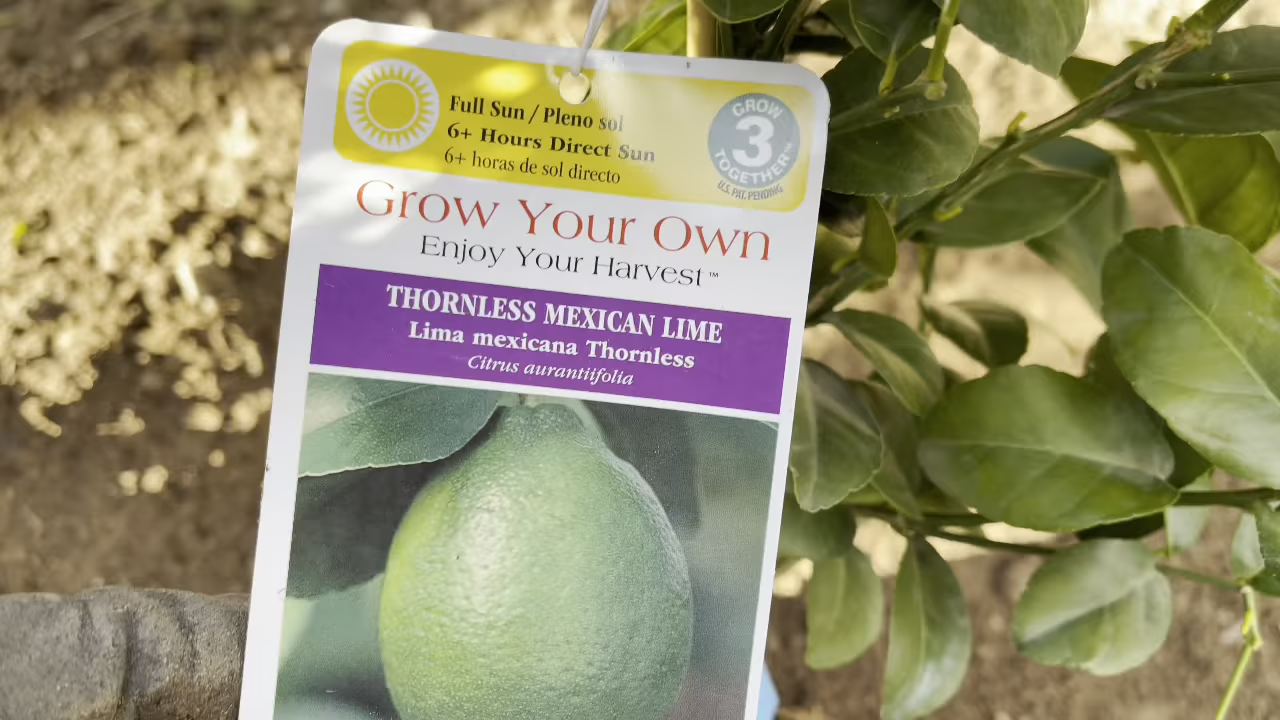 Full Sun / Pleno sol
6+ Hours Direct Sun
6+ horas de sol directo
GROW
3
TOGETHER™
U.S. PAT. PENDING
Grow Your Own
Enjoy Your Harvest™
THORNLESS MEXICAN LIME
Lima mexicana Thornless
Citrus aurantiifolia